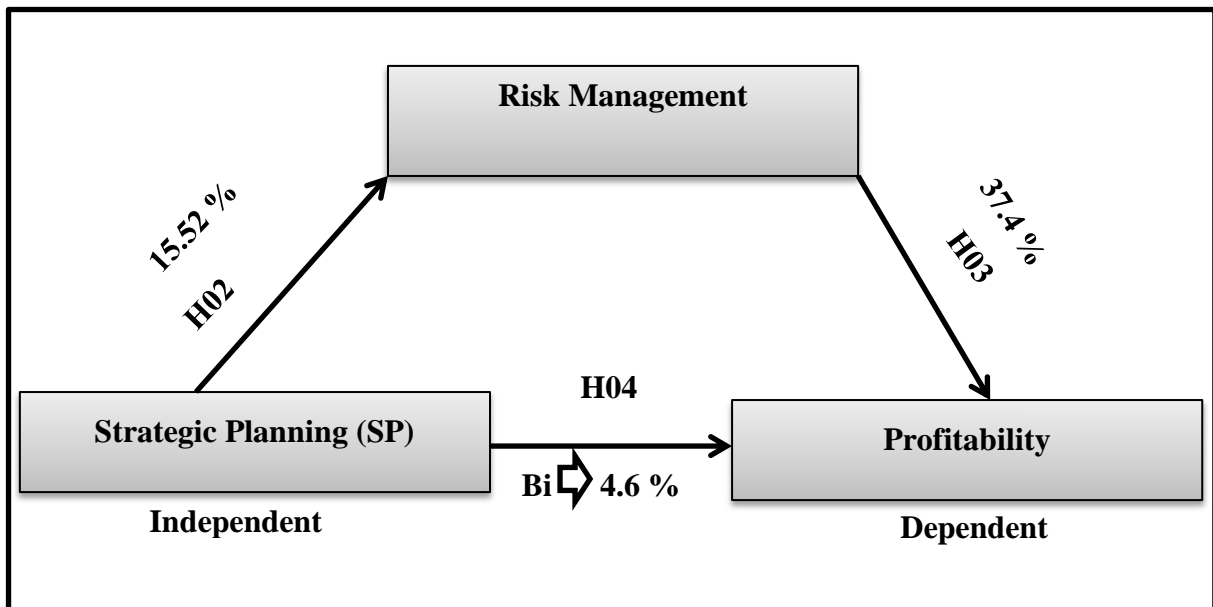 Risk Management
15.52 %
H02
37.4 %
H03
H04
Strategic Planning (SP)
Profitability
Bi 4.6 %
Independent
Dependent